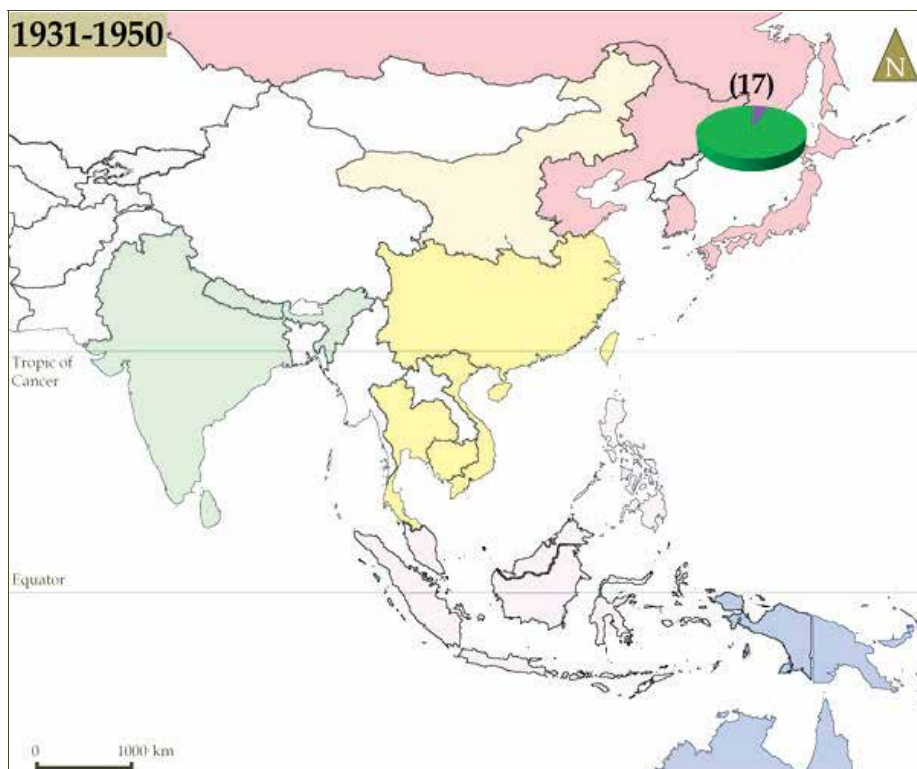 1931-1950
N
(17)
Tropic of
Cancer
Equator
0 1000 km